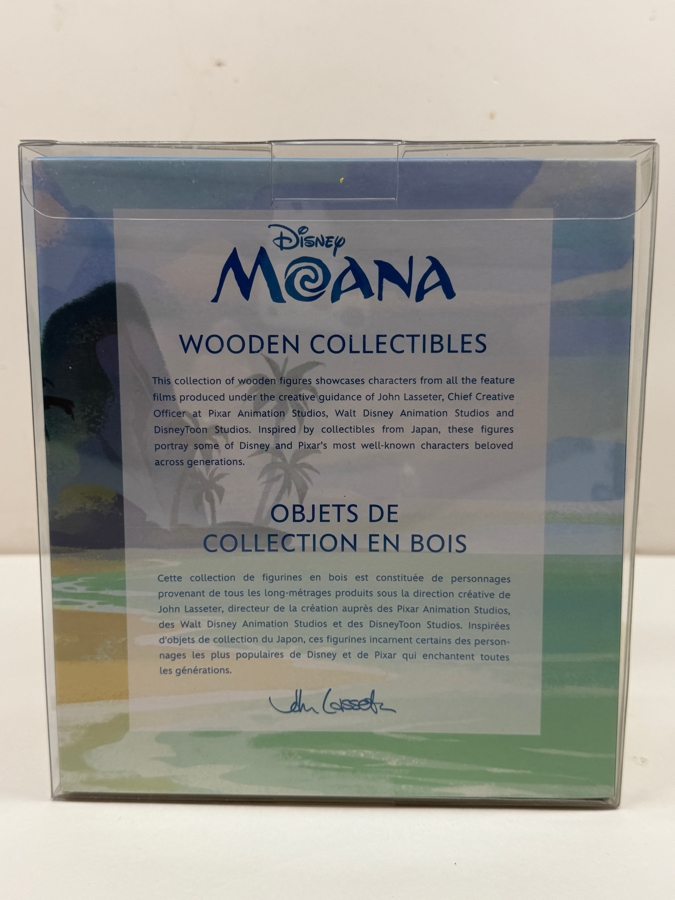 Disney
MOANA
WOODEN COLLECTIBLES
This collection of wooden figures showcases characters from all the feature
films produced under the creative guidance of John Lasseter, Chief Creative
Officer at Pixar Animation Studios, Walt Disney Animation Studios and
DisneyToon Studios. Inspired by collectibles from Japan, these figures
portray some of Disney and Pixar's most well-known characters beloved
across generations.
OBJETS DE
COLLECTION EN BOIS
Cette collection de figurines en bois est constituée de personnages
provenant de tous les long-métrages produits sous la direction créative de
John Lasseter, directeur de la création auprès des Pixar Animation Studios,
des Walt Disney Animation Studios et des DisneyToon Studios. Inspirées
d'objets de collection du Japon, ces figurines incarnent certains des person-
nages les plus populaires de Disney et de Pixar qui enchantent toutes
les générations.
John Lasseter